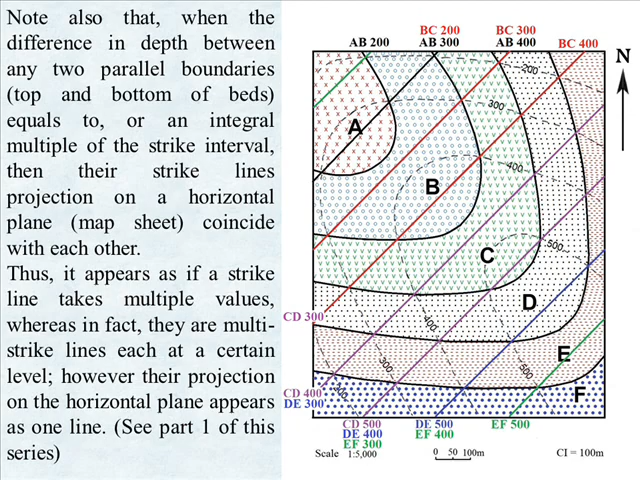 Note also that, when the
difference in depth between
any two parallel boundaries
(top and bottom of beds)
equals to, or an integral
multiple of the strike interval,
then their strike lines
projection on a horizontal
plane (map sheet) coincide
with each other.
Thus, it appears as if a strike
line takes multiple values,
whereas in fact, they are multi-
strike lines each at a certain
level; however their projection
on the horizontal plane appears
as one line. (See part 1 of this
series)
BC 200 BC 300
AB 200 AB 300 AB 400 BC 400
N
200
300
A
400
B
500
C
D
CD 300
400
E
300
500
200
F
CD 400
DE 300
CD 500 DE 500 EF 500
DE 400 EF 400
EF 300
Scale 1:5,000 0 50 100m CI = 100m